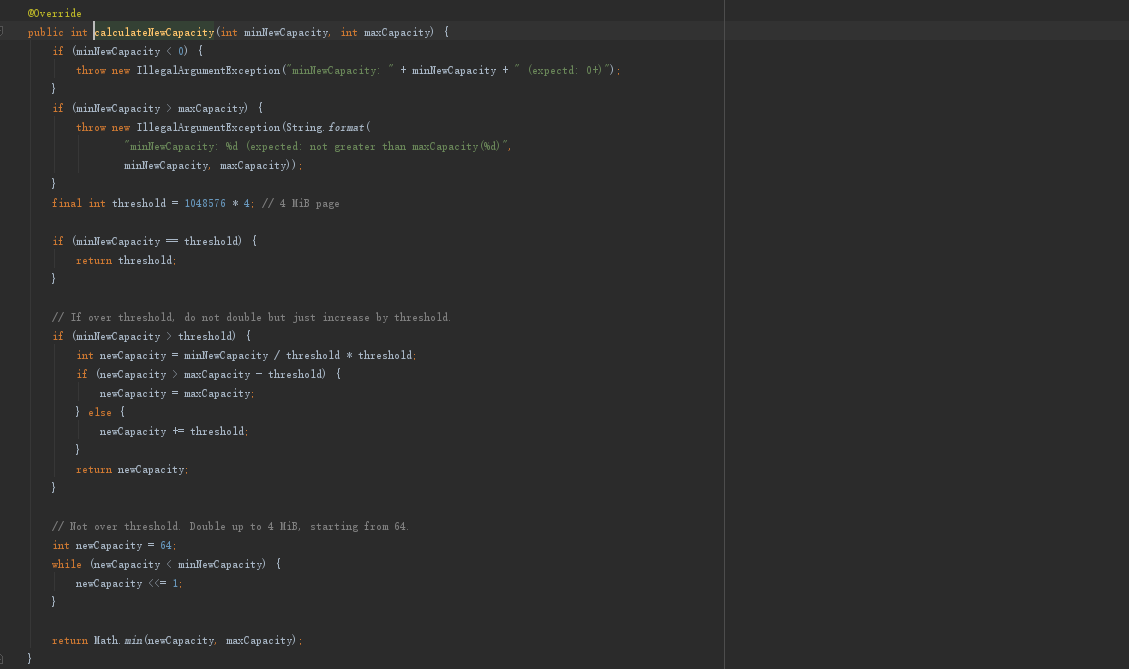 @Override
public int calculateNewCapacity(int minNewCapacity, int maxCapacity) {
if (minNewCapacity < 0) {
throw new IllegalArgumentException("minNewCapacity: " + minNewCapacity + " (expectd: 0+)");
}
if (minNewCapacity > maxCapacity) {
throw new IllegalArgumentException(String.format(
"minNewCapacity: %d (expected: not greater than maxCapacity(%d)",
minNewCapacity, maxCapacity));
}
final int threshold = 1048576 * 4; // 4 MiB page
if (minNewCapacity == threshold) {
return threshold;
}
// If over threshold, do not double but just increase by threshold.
if (minNewCapacity > threshold) {
int newCapacity = minNewCapacity / threshold * threshold;
if (newCapacity > maxCapacity - threshold) {
newCapacity = maxCapacity;
} else {
newCapacity += threshold;
}
return newCapacity;
}
// Not over threshold. Double up to 4 MiB, starting from 64.
int newCapacity = 64;
while (newCapacity < minNewCapacity) {
newCapacity <<= 1;
}
return Math.min(newCapacity, maxCapacity);
}